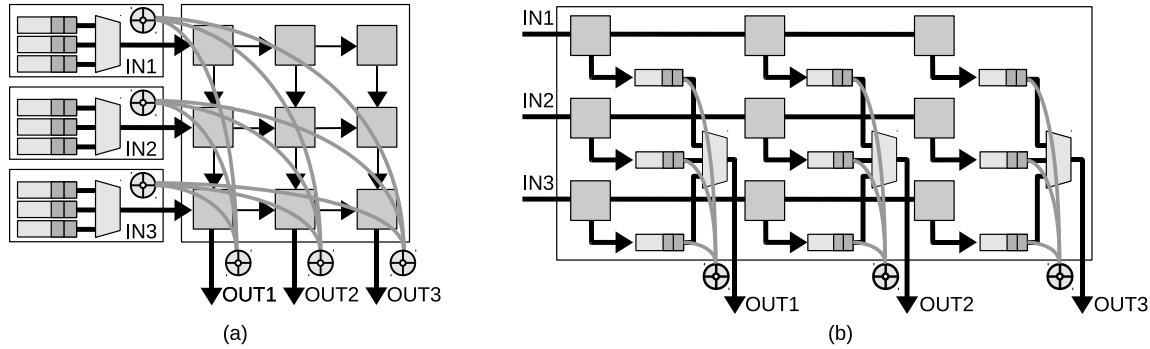 IN1
IN2
IN3
OUT1 OUT2 OUT3
(a)
IN1
IN2
IN3
OUT1 OUT2 OUT3
(b)